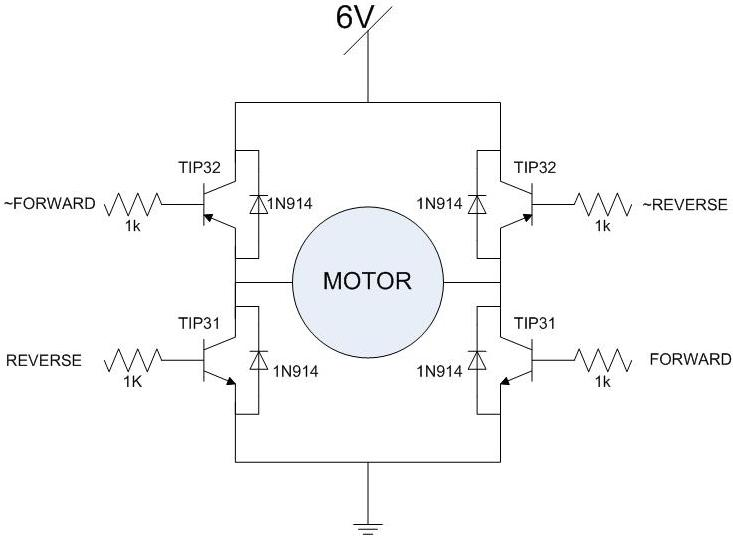 6V
TIP32
TIP32
~FORWARD
1N914
1N914
~REVERSE
1k
1k
MOTOR
TIP31
TIP31
REVERSE
1N914
1N914
FORWARD
1K
1k